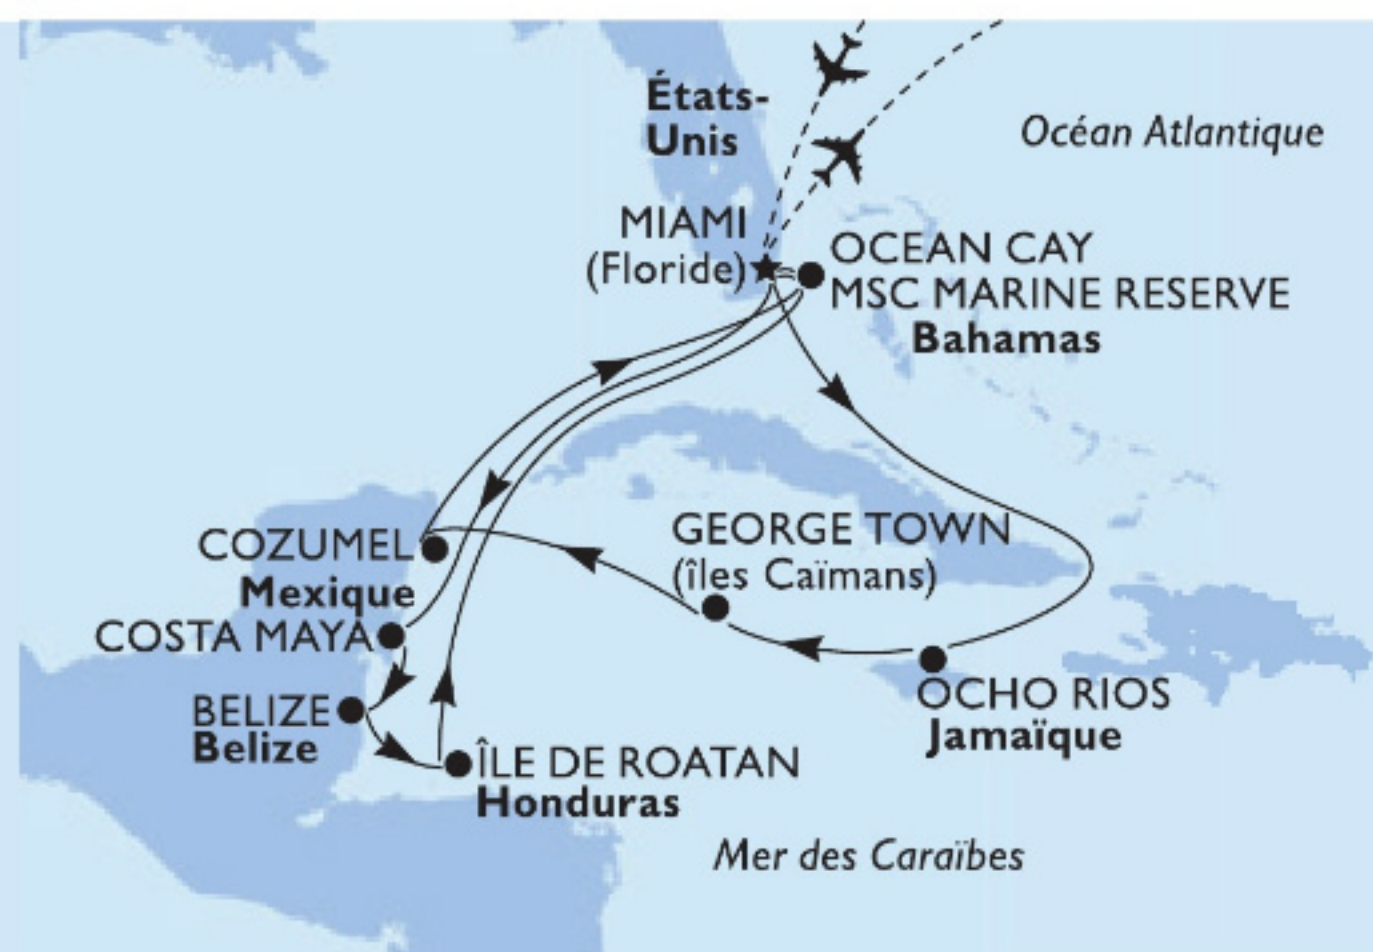 États-
Unis
Océan Atlantique
MIAMI
(Floride)
OCEAN CAY
MSC MARINE RESERVE
Bahamas
GEORGE TOWN
(îles Caïmans)
COZUMEL
Mexique
COSTA MAYA
BELIZE
Belize
OCHO RIOS
Jamaïque
ÎLE DE ROATAN
Honduras
Mer des Caraïbes